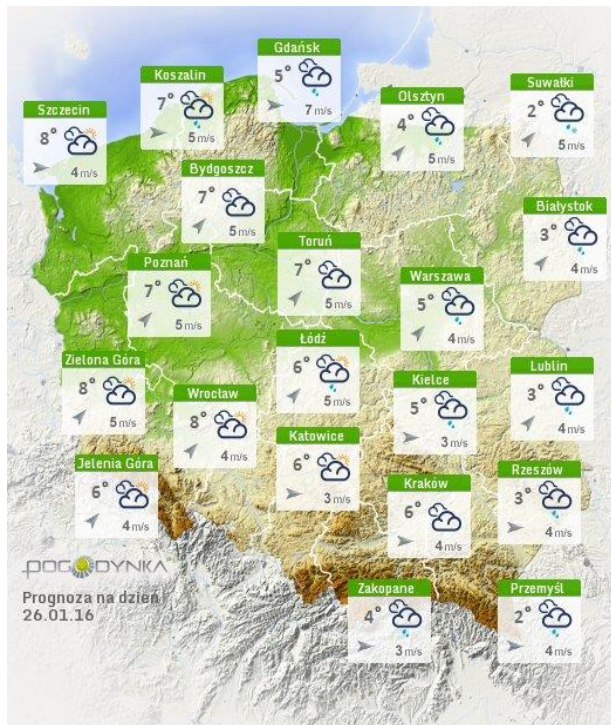 Gdańsk
5°
7 m/s
Koszalin
7°
5 m/s
Szczecin
8°
4 m/s
Olsztyn
4°
5 m/s
Suwałki
2°
5 m/s
Bydgoszcz
7°
5 m/s
Białystok
3°
4 m/s
Toruń
7°
5 m/s
Poznań
7°
5 m/s
Warszawa
5°
4 m/s
Łódź
6°
5 m/s
Zielona Góra
8°
5 m/s
Wrocław
8°
4 m/s
Kielce
5°
3 m/s
Lublin
3°
4 m/s
Katowice
6°
3 m/s
Jelenia Góra
6°
4 m/s
Kraków
6°
4 m/s
Rzeszów
3°
4 m/s
POGODYNKA
Prognoza na dzień
26.01.16
Zakopane
4°
3 m/s
Przemyśl
2°
4 m/s